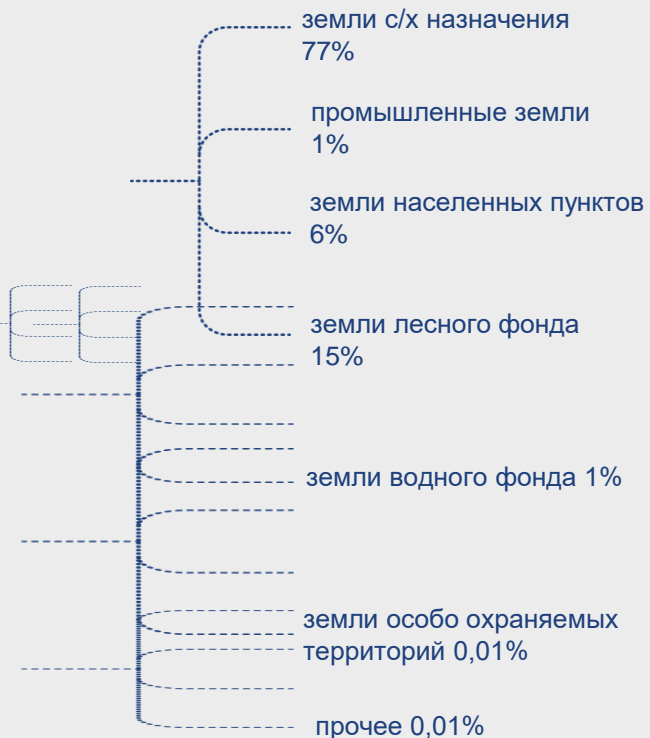 земли с/х назначения
77%
промышленные земли
1%
земли населенных пунктов
6%
земли лесного фонда
15%
земли водного фонда 1%
земли особо охраняемых
территорий 0,01%
прочее 0,01%